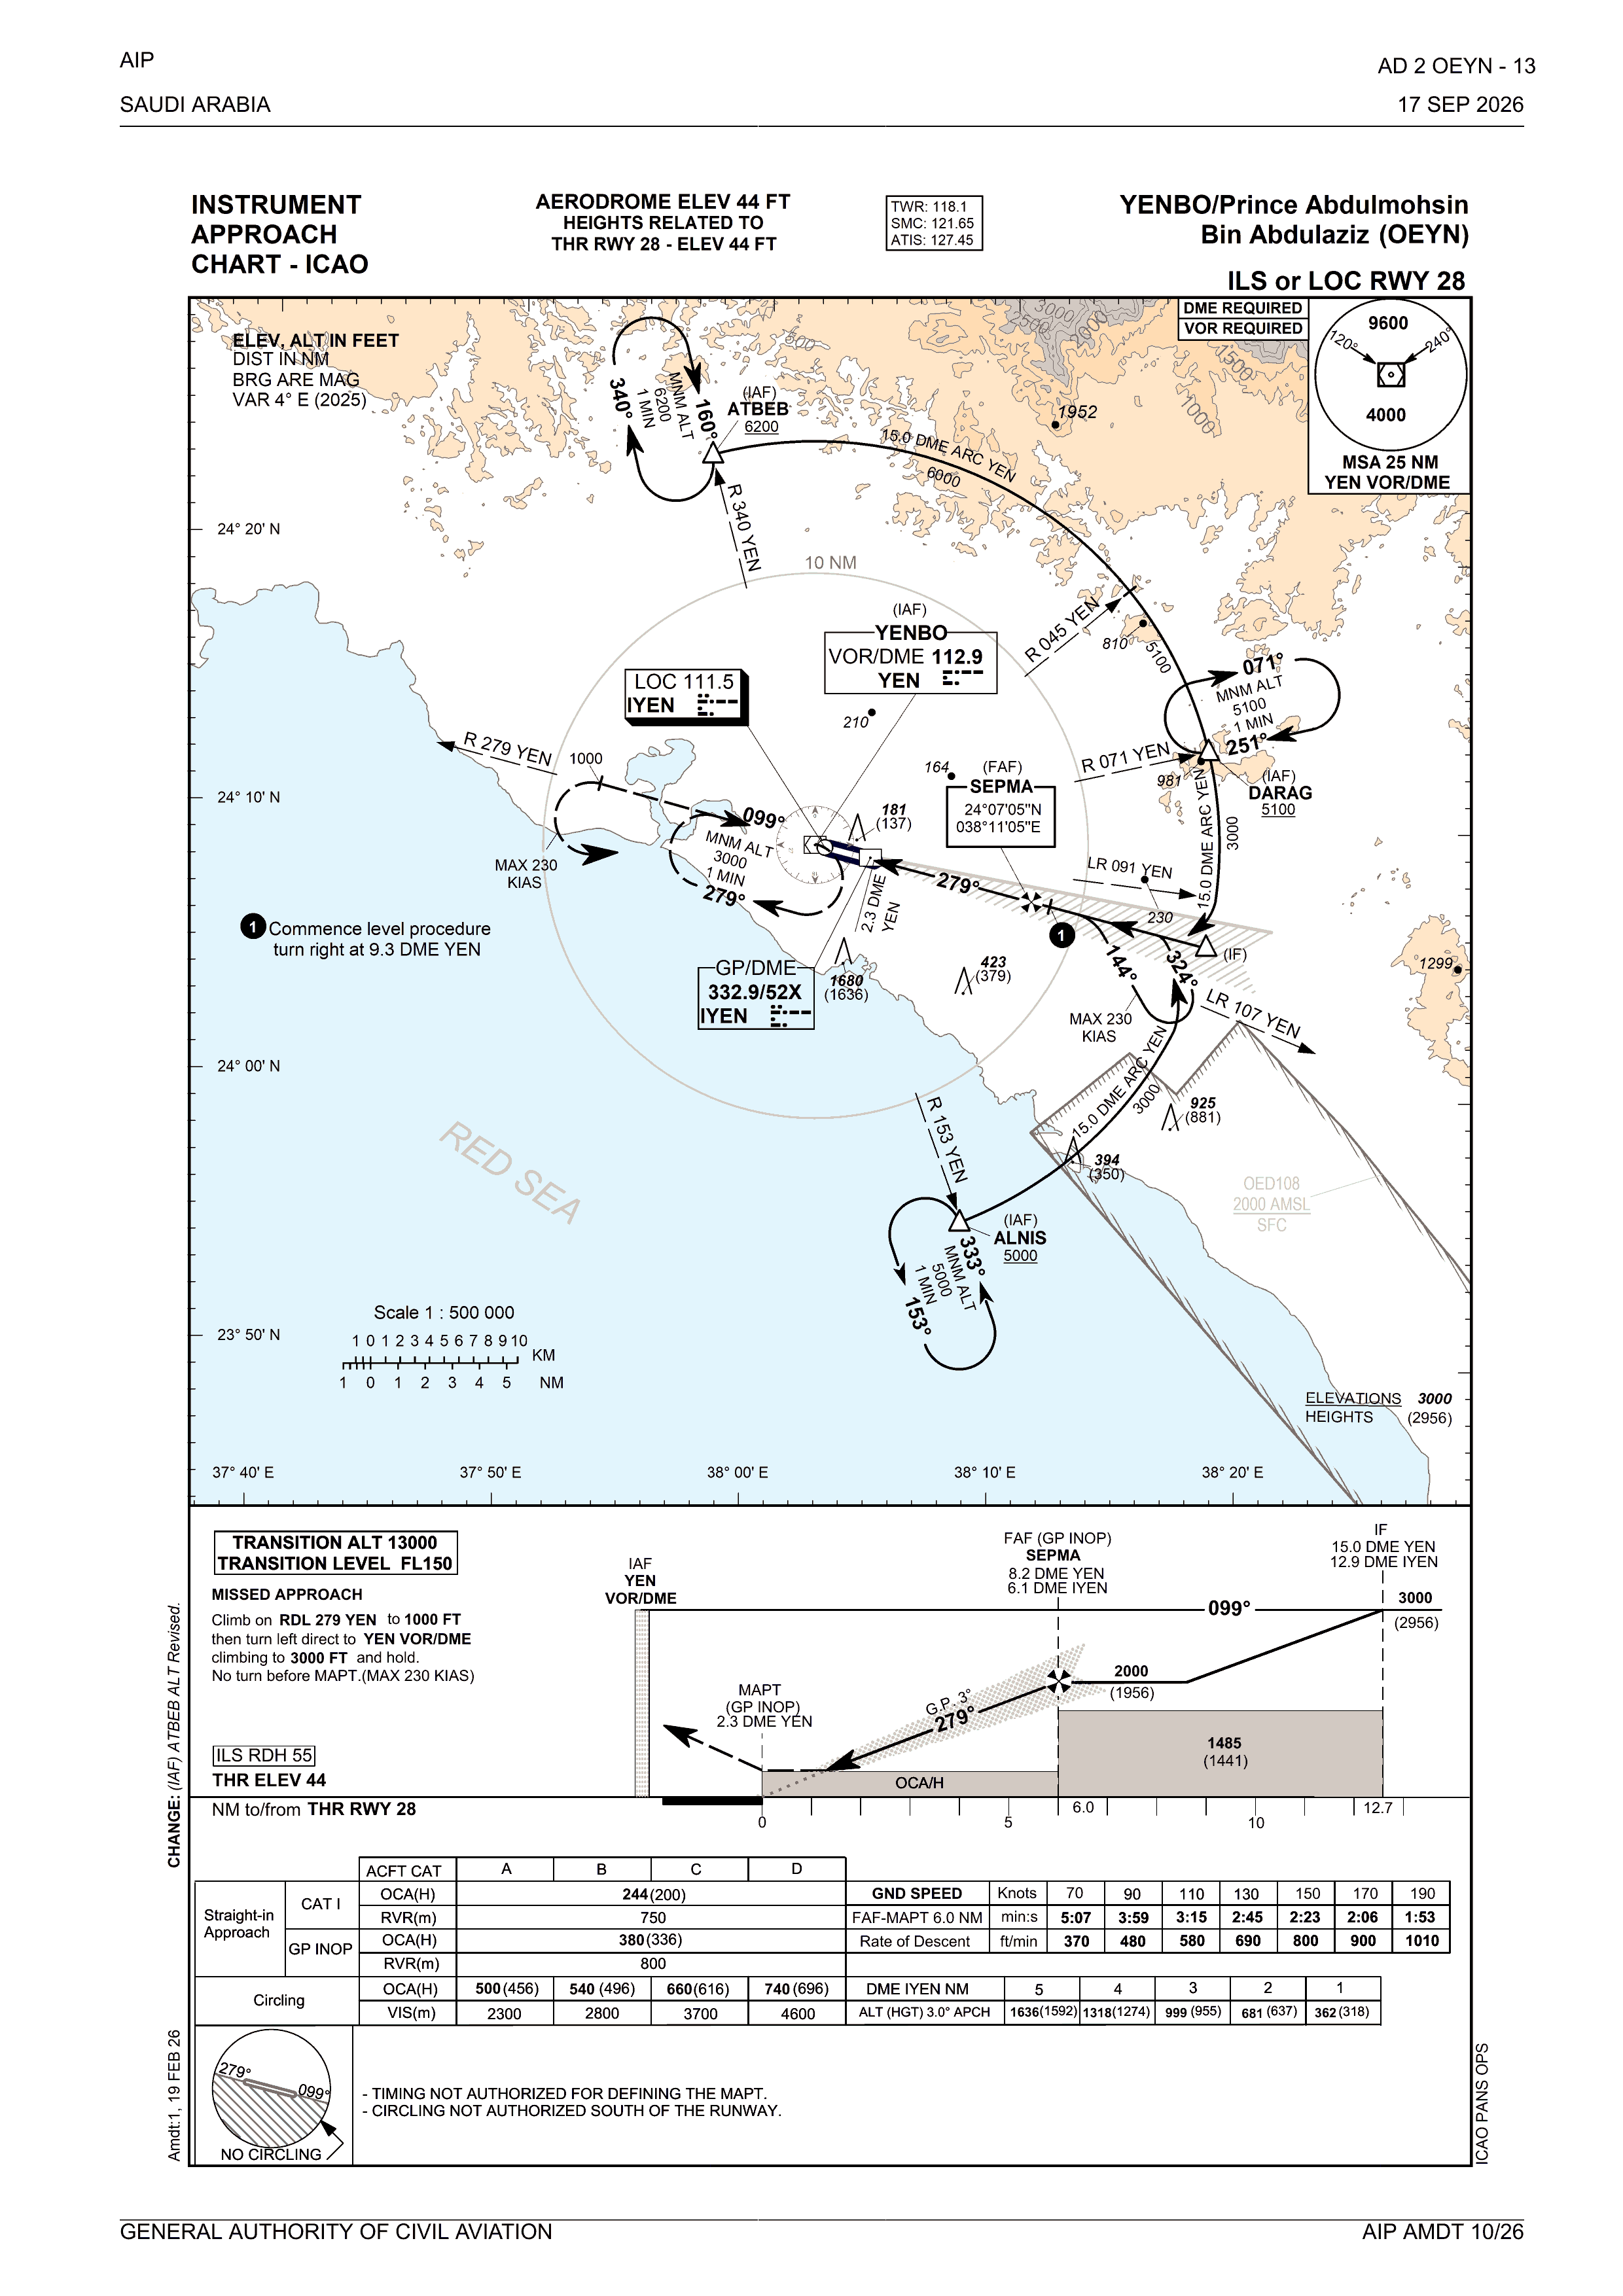 AIP
AD 2 OEYN - 13
SAUDI ARABIA
17 SEP 2026
INSTRUMENT
APPROACH
CHART - ICAO
AERODROME ELEV 44 FT
HEIGHTS RELATED TO
THR RWY 28 - ELEV 44 FT
TWR: 118.1
SMC: 121.65
ATIS: 127.45
YENBO/Prince Abdulmohsin
Bin Abdulaziz (OEYN)
ILS or LOC RWY 28
ELEV, ALT IN FEET
DIST IN NM
BRG ARE MAG
VAR 4° E (2025)
DME REQUIRED
VOR REQUIRED
9600
120°
240°
4000
MSA 25 NM
YEN VOR/DME
340°
MNM ALT
6200
1 MIN
160°
(IAF)
ATBEB
6200
R 340 YEN
15.0 DME ARC YEN
6000
1952
2000
1500
1000
24° 20' N
10 NM
R 045 YEN
810
5100
(IAF)
YENBO
VOR/DME 112.9
YEN
LOC 111.5
IYEN
210
071°
MNM ALT
5100
1 MIN
251°
R 071 YEN
981
(IAF)
DARAG
5100
R 279 YEN
1000
24° 10' N
099°
MNM ALT
3000
1 MIN
279°
MAX 230
KIAS
181
(137)
164
(FAF)
SEPMA
24°07'05"N
038°11'05"E
15.0 DME ARC YEN
3000
LR 091 YEN
230
279°
2.3 DME
YEN
1
Commence level procedure
turn right at 9.3 DME YEN
1
144°
324°
(IF)
LR 107 YEN
1299
GP/DME
332.9/52X
IYEN
1680
(1636)
423
(379)
MAX 230
KIAS
24° 00' N
15.0 DME ARC YEN
3000
925
(881)
394
(350)
R 153 YEN
RED SEA
OED108
2000 AMSL
SFC
(IAF)
ALNIS
5000
333°
MNM ALT
5000
1 MIN
153°
23° 50' N
Scale 1 : 500 000
1 0 1 2 3 4 5 6 7 8 9 10
KM
1 0 1 2 3 4 5 NM
ELEVATIONS 3000
HEIGHTS (2956)
37° 40' E
37° 50' E
38° 00' E
38° 10' E
38° 20' E
TRANSITION ALT 13000
TRANSITION LEVEL FL150
MISSED APPROACH
Climb on RDL 279 YEN to 1000 FT
then turn left direct to YEN VOR/DME
climbing to 3000 FT and hold.
No turn before MAPT.(MAX 230 KIAS)
IAF
YEN
VOR/DME
FAF (GP INOP)
SEPMA
8.2 DME YEN
6.1 DME IYEN
IF
15.0 DME YEN
12.9 DME IYEN
099°
3000
(2956)
2000
(1956)
G.P. 3°
279°
MAPT
(GP INOP)
2.3 DME YEN
1485
(1441)
OCA/H
ILS RDH 55
THR ELEV 44
NM to/from THR RWY 28
0
5
6.0
10
12.7
CHANGE: (IAF) ATBEB ALT Revised.
ACFT CAT A B C D
Straight-in
Approach
CAT I
OCA(H) 244(200)
RVR(m) 750
GP INOP
OCA(H) 380(336)
RVR(m) 800
Circling
OCA(H) 500(456) 540(496) 660(616) 740(696)
VIS(m) 2300 2800 3700 4600
GND SPEED Knots 70 90 110 130 150 170 190
FAF-MAPT 6.0 NM min:s 5:07 3:59 3:15 2:45 2:23 2:06 1:53
Rate of Descent ft/min 370 480 580 690 800 900 1010
DME IYEN NM 5 4 3 2 1
ALT (HGT) 3.0° APCH 1636(1592) 1318(1274) 999 (955) 681 (637) 362 (318)
279°
099°
NO CIRCLING
- TIMING NOT AUTHORIZED FOR DEFINING THE MAPT.
- CIRCLING NOT AUTHORIZED SOUTH OF THE RUNWAY.
Amdt:1, 19 FEB 26
ICAO PANS OPS
GENERAL AUTHORITY OF CIVIL AVIATION
AIP AMDT 10/26